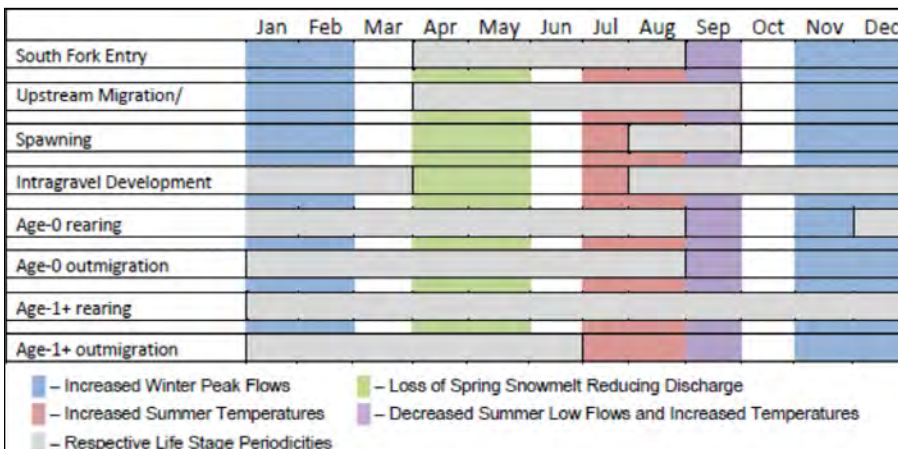 Jan Feb Mar Apr May Jun Jul Aug Sep Oct Nov Dec
South Fork Entry
Upstream Migration/
Spawning
Intragravel Development
Age-0 rearing
Age-0 outmigration
Age-1+ rearing
Age-1+ outmigration
– Increased Winter Peak Flows – Loss of Spring Snowmelt Reducing Discharge
– Increased Summer Temperatures – Decreased Summer Low Flows and Increased Temperatures
– Respective Life Stage Periodicities